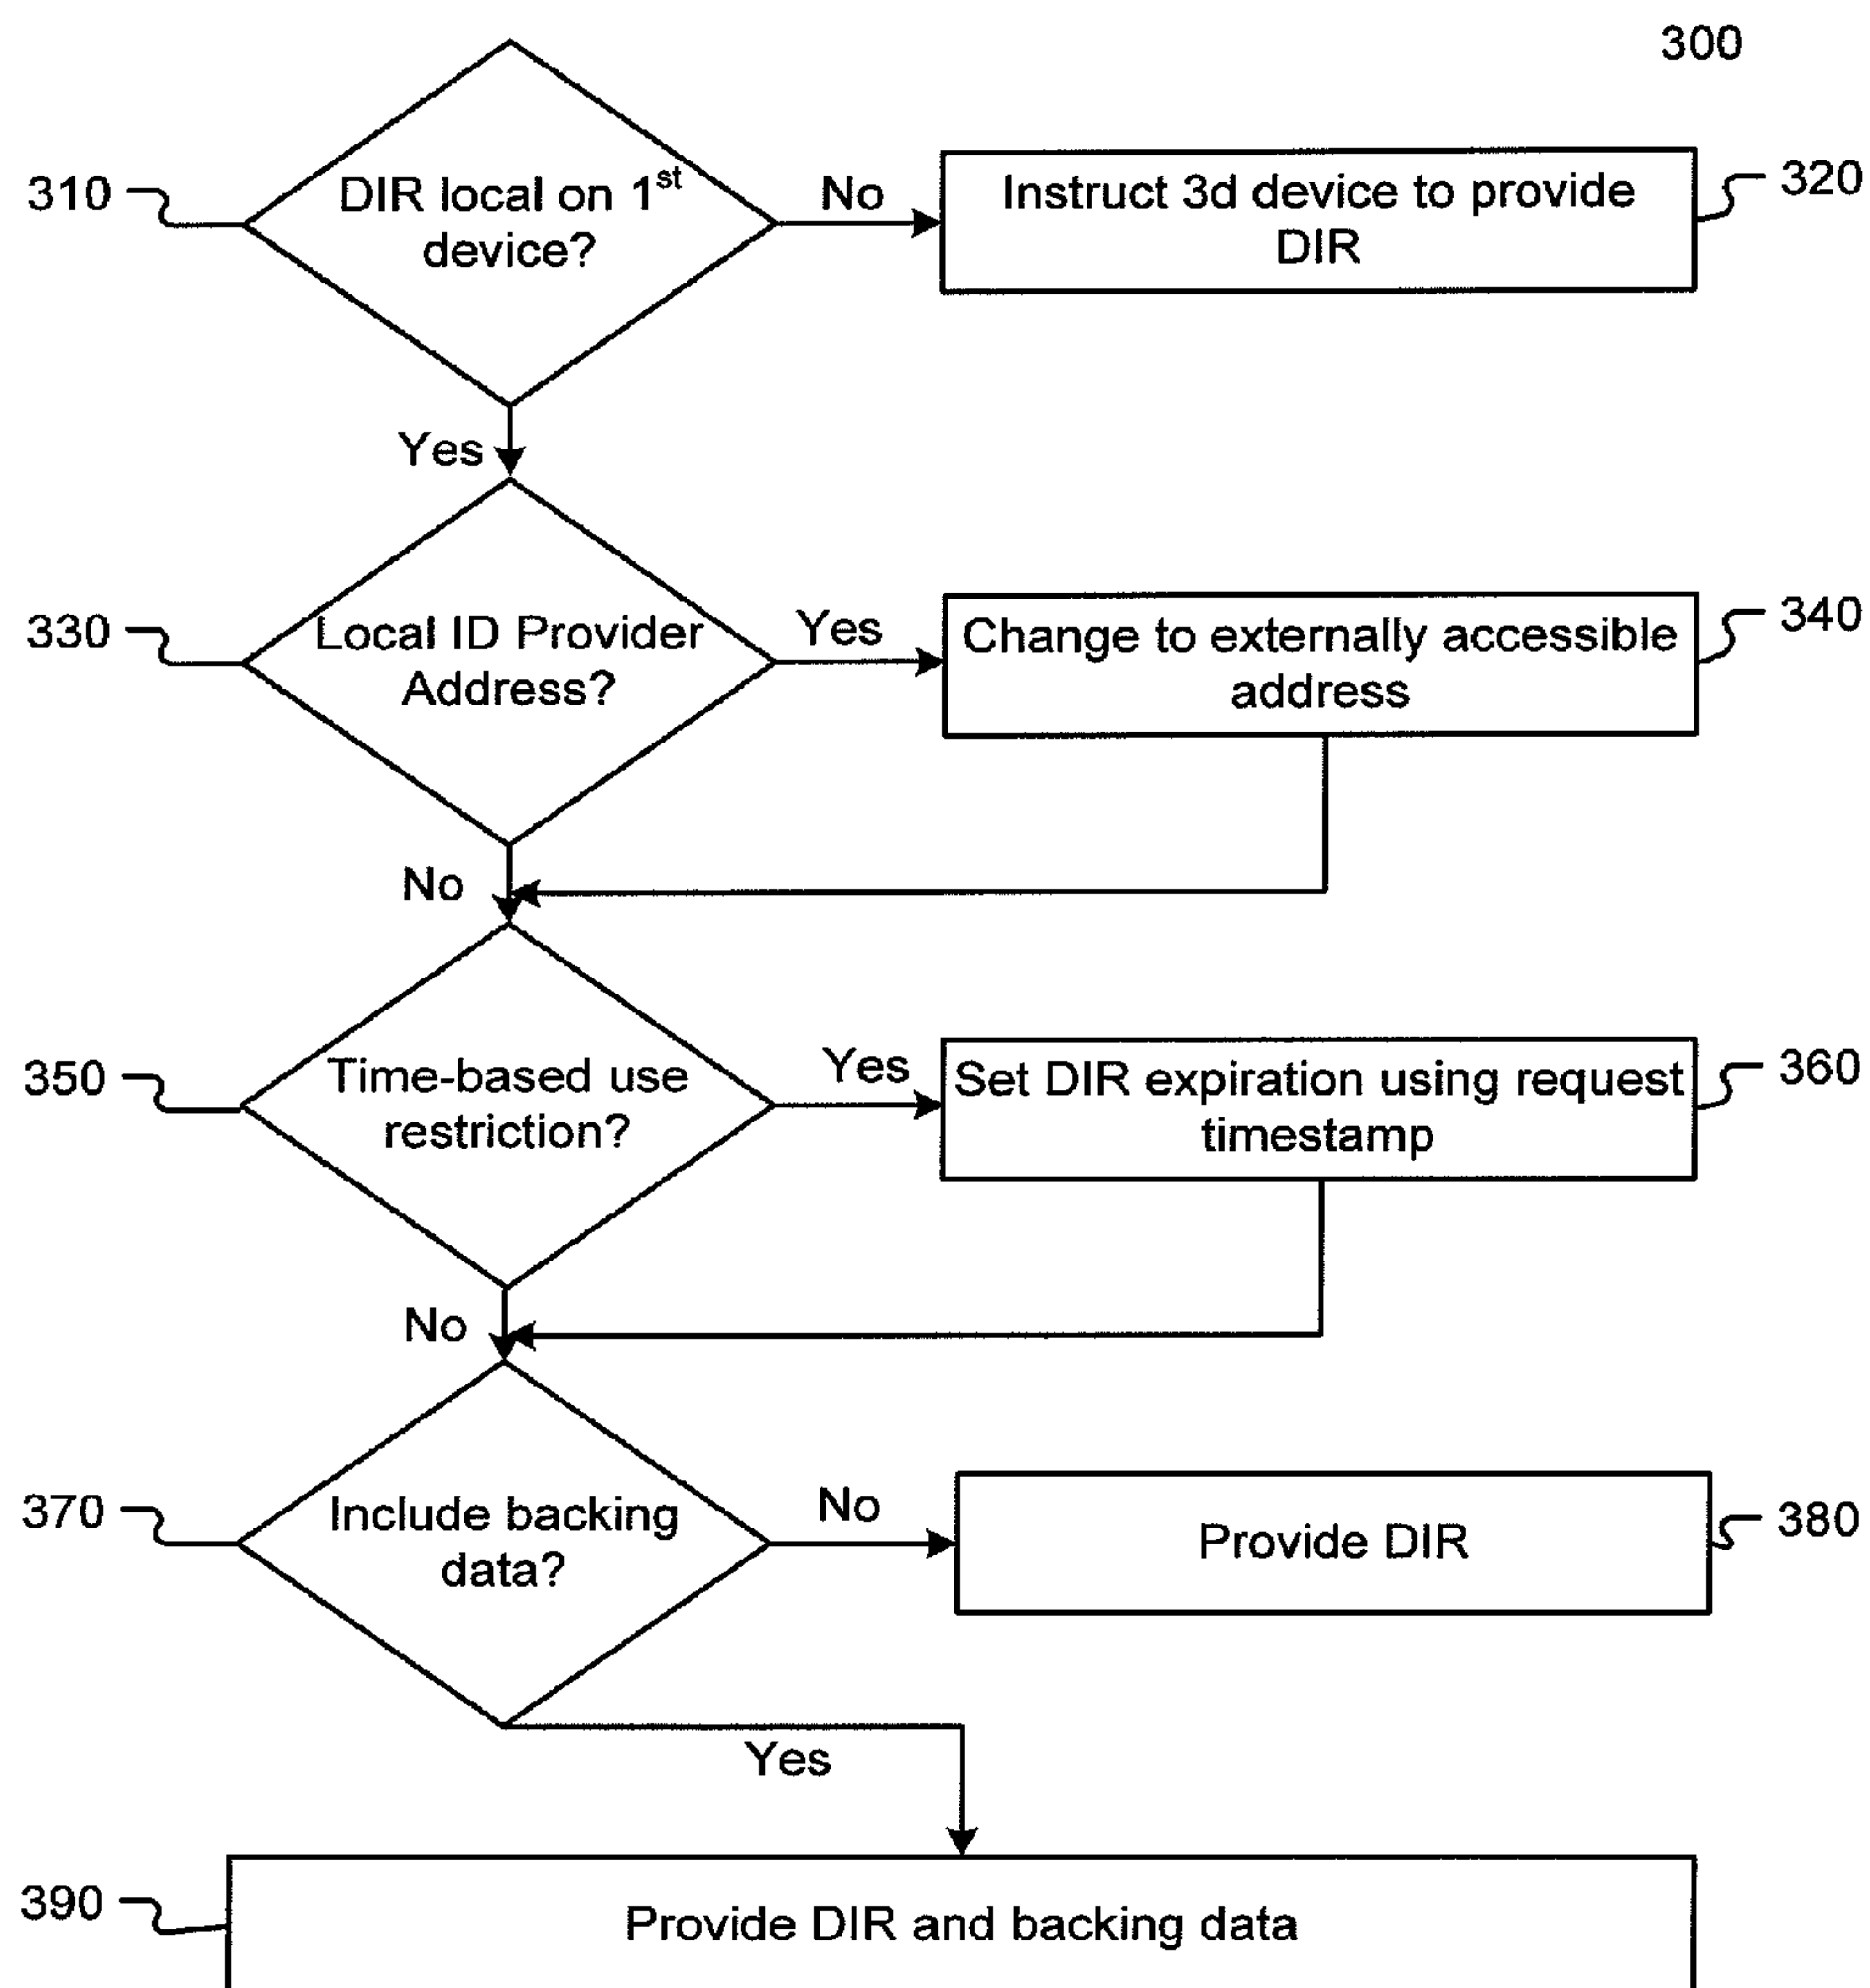 300
310
DIR local on 1st
device?
No
Instruct 3d device to provide
DIR
320
Yes
330
Local ID Provider
Address?
Yes
Change to externally accessible
address
340
No
350
Time-based use
restriction?
Yes
Set DIR expiration using request
timestamp
360
No
370
Include backing
data?
No
Provide DIR
380
Yes
390
Provide DIR and backing data